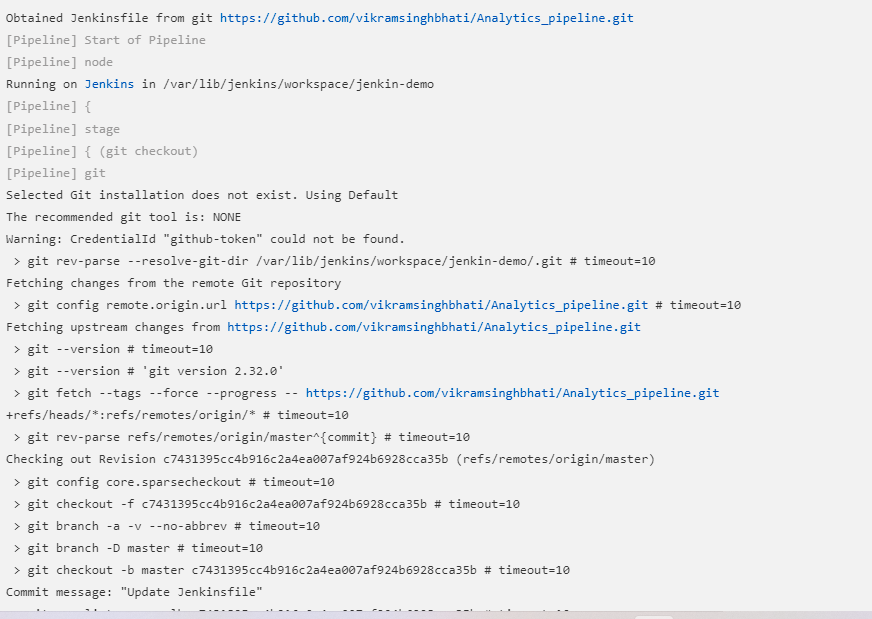 Obtained Jenkinsfile from git https://github.com/vikramsinghbhati/Analytics_pipeline.git
[Pipeline] Start of Pipeline
[Pipeline] node
Running on Jenkins in /var/lib/jenkins/workspace/jenkin-demo
[Pipeline] {
[Pipeline] stage
[Pipeline] { (git checkout)
[Pipeline] git
Selected Git installation does not exist. Using Default
The recommended git tool is: NONE
Warning: CredentialId "github-token" could not be found.
 > git rev-parse --resolve-git-dir /var/lib/jenkins/workspace/jenkin-demo/.git # timeout=10
Fetching changes from the remote Git repository
 > git config remote.origin.url https://github.com/vikramsinghbhati/Analytics_pipeline.git # timeout=10
Fetching upstream changes from https://github.com/vikramsinghbhati/Analytics_pipeline.git
 > git --version # timeout=10
 > git --version # 'git version 2.32.0'
 > git fetch --tags --force --progress -- https://github.com/vikramsinghbhati/Analytics_pipeline.git
+refs/heads/*:refs/remotes/origin/* # timeout=10
 > git rev-parse refs/remotes/origin/master^{commit} # timeout=10
Checking out Revision c7431395cc4b916c2a4ea007af924b6928cca35b (refs/remotes/origin/master)
 > git config core.sparsecheckout # timeout=10
 > git checkout -f c7431395cc4b916c2a4ea007af924b6928cca35b # timeout=10
 > git branch -a -v --no-abbrev # timeout=10
 > git branch -D master # timeout=10
 > git checkout -b master c7431395cc4b916c2a4ea007af924b6928cca35b # timeout=10
Commit message: "Update Jenkinsfile"